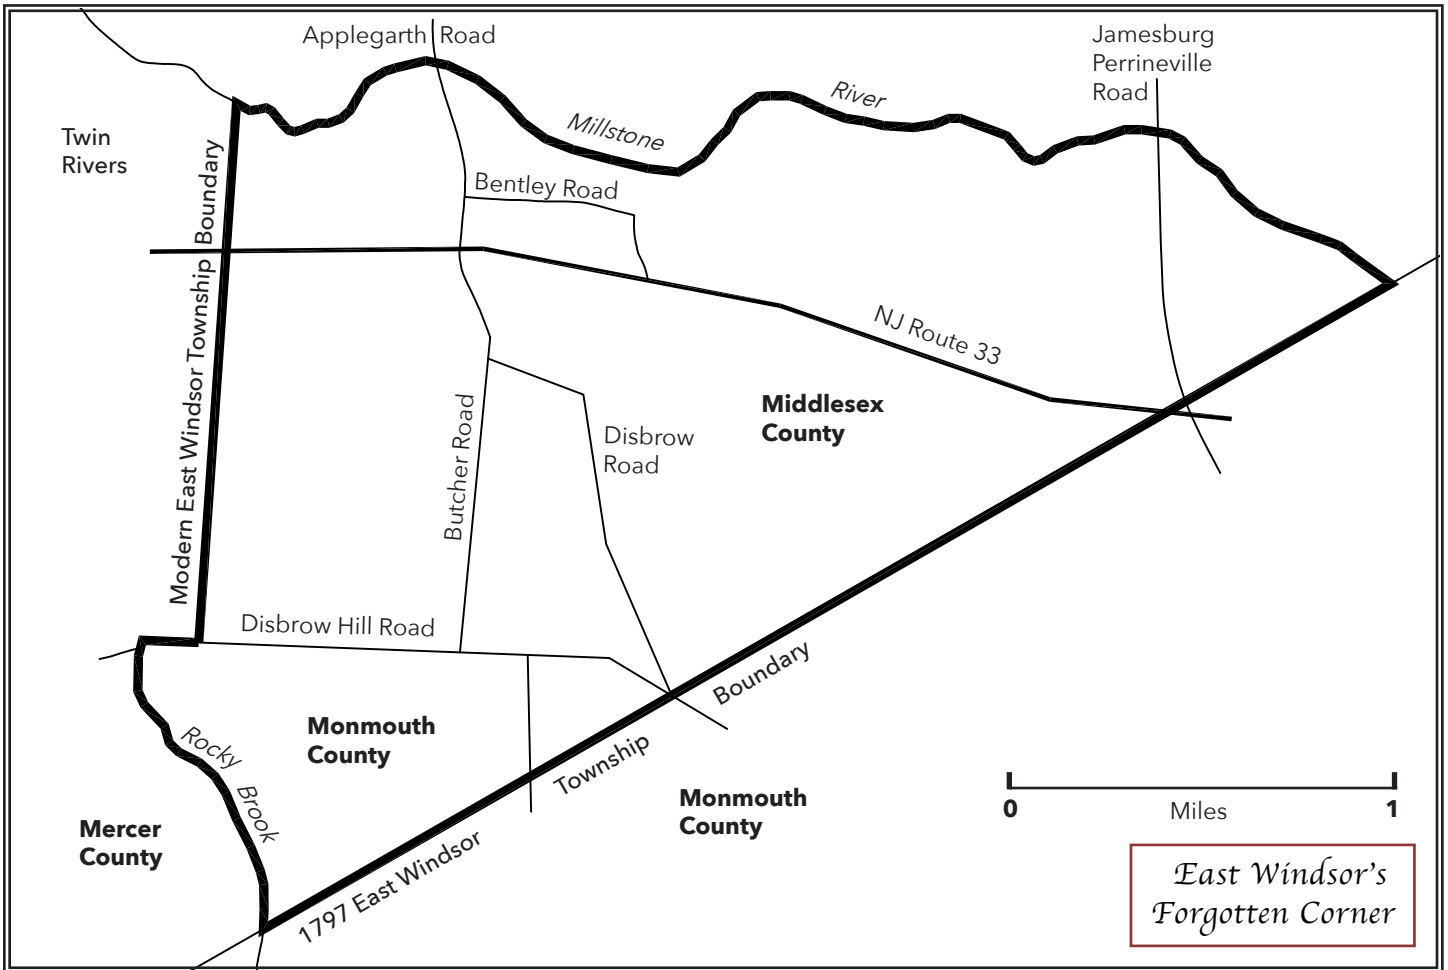 Applegarth Road
Jamesburg
Perrineville
Road
River
Millstone
Twin
Rivers
Bentley Road
Modern East Windsor Township Boundary
NJ Route 33
Middlesex
County
Butcher Road
Disbrow
Road
Disbrow Hill Road
Monmouth
County
Rocky Brook
Mercer
County
1797 East Windsor Township Boundary
Monmouth
County
0 Miles 1
East Windsor's
Forgotten Corner